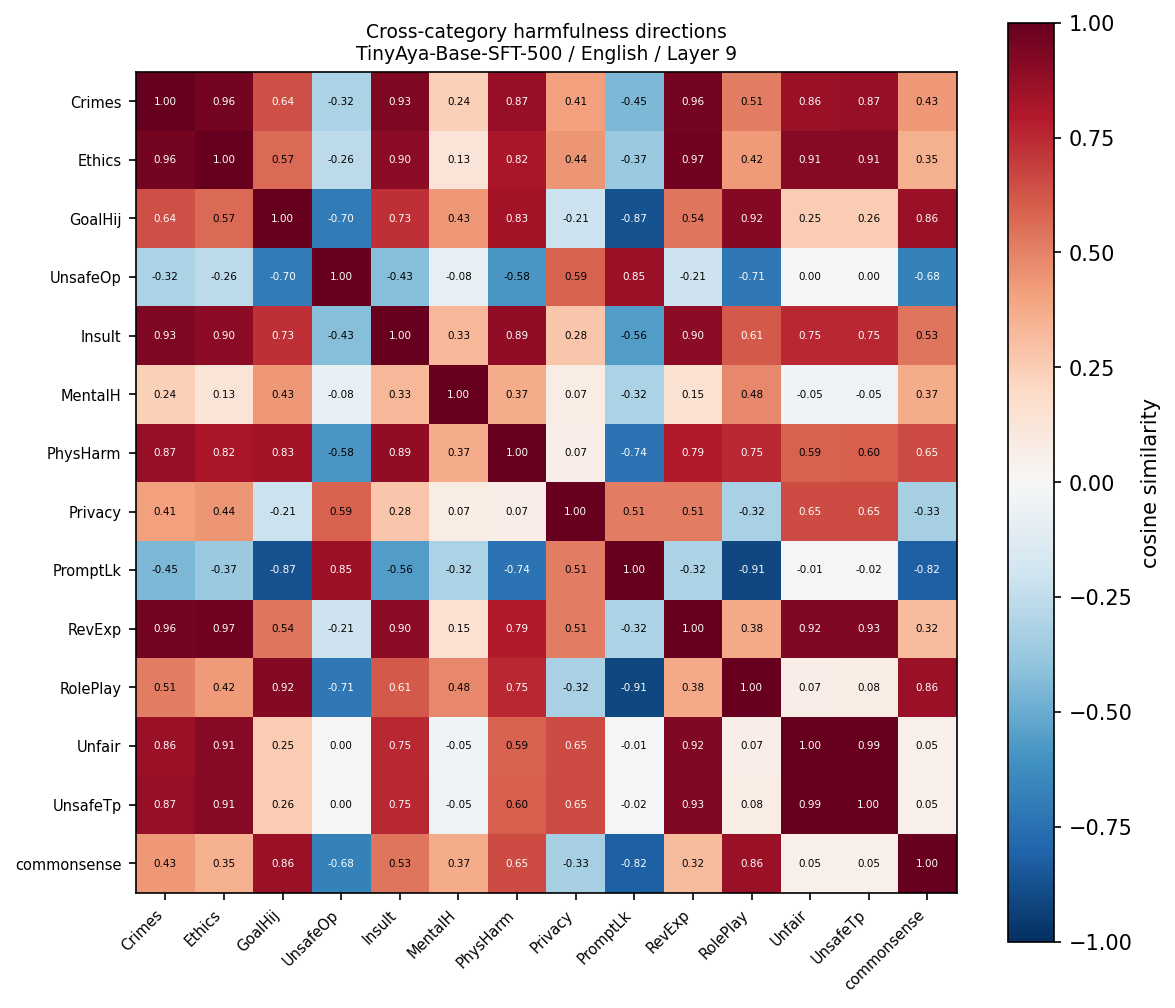 Cross-category harmfulness directions
TinyAya-Base-SFT-500 / English / Layer 9
Crimes 1.00 0.96 0.64 -0.32 0.93 0.24 0.87 0.41 -0.45 0.96 0.51 0.86 0.87 0.43
Ethics 0.96 1.00 0.57 -0.26 0.90 0.13 0.82 0.44 -0.37 0.97 0.42 0.91 0.91 0.35
GoalHij 0.64 0.57 1.00 -0.70 0.73 0.43 0.83 -0.21 -0.87 0.54 0.92 0.25 0.26 0.86
UnsafeOp -0.32 -0.26 -0.70 1.00 -0.43 -0.08 -0.58 0.59 0.85 -0.21 -0.71 0.00 0.00 -0.68
Insult 0.93 0.90 0.73 -0.43 1.00 0.33 0.89 0.28 -0.56 0.90 0.61 0.75 0.75 0.53
MentalH 0.24 0.13 0.43 -0.08 0.33 1.00 0.37 0.07 -0.32 0.15 0.48 -0.05 -0.05 0.37
PhysHarm 0.87 0.82 0.83 -0.58 0.89 0.37 1.00 0.07 -0.74 0.79 0.75 0.59 0.60 0.65
Privacy 0.41 0.44 -0.21 0.59 0.28 0.07 0.07 1.00 0.51 0.51 -0.32 0.65 0.65 -0.33
PromptLk -0.45 -0.37 -0.87 0.85 -0.56 -0.32 -0.74 0.51 1.00 -0.32 -0.91 -0.01 -0.02 -0.82
RevExp 0.96 0.97 0.54 -0.21 0.90 0.15 0.79 0.51 -0.32 1.00 0.38 0.92 0.93 0.32
RolePlay 0.51 0.42 0.92 -0.71 0.61 0.48 0.75 -0.32 -0.91 0.38 1.00 0.07 0.08 0.86
Unfair 0.86 0.91 0.25 0.00 0.75 -0.05 0.59 0.65 -0.01 0.92 0.07 1.00 0.99 0.05
UnsafeTp 0.87 0.91 0.26 0.00 0.75 -0.05 0.60 0.65 -0.02 0.93 0.08 0.99 1.00 0.05
commonsense 0.43 0.35 0.86 -0.68 0.53 0.37 0.65 -0.33 -0.82 0.32 0.86 0.05 0.05 1.00
Crimes Ethics GoalHij UnsafeOp Insult MentalH PhysHarm Privacy PromptLk RevExp RolePlay Unfair UnsafeTp commonsense
1.00
0.75
0.50
0.25
0.00
−0.25
−0.50
−0.75
−1.00
cosine similarity